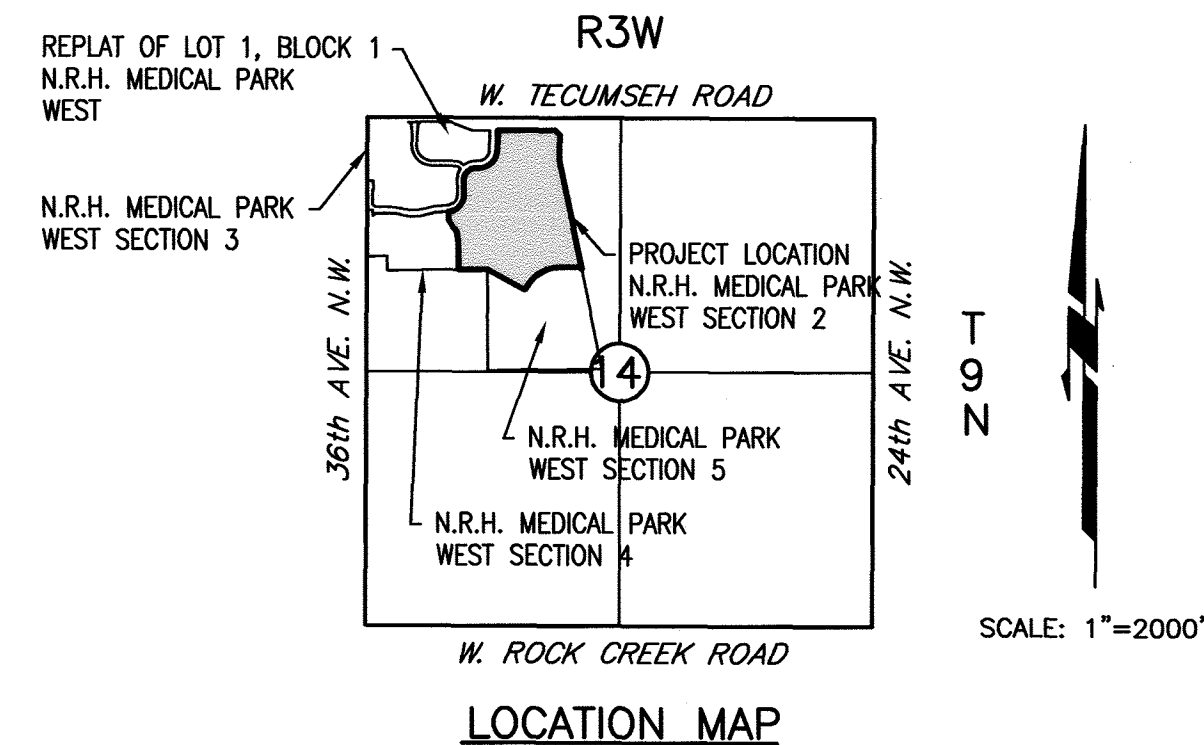 R3W
REPLAT OF LOT 1, BLOCK 1
N.R.H. MEDICAL PARK
WEST
W. TECUMSEH ROAD
N.R.H. MEDICAL PARK
WEST SECTION 3
PROJECT LOCATION
N.R.H. MEDICAL PARK
WEST SECTION 2
36th AVE. N.W.
24th AVE. N.W.
T
9
N
14
N.R.H. MEDICAL PARK
WEST SECTION 5
N.R.H. MEDICAL PARK
WEST SECTION 4
SCALE: 1"=2000'
W. ROCK CREEK ROAD
LOCATION MAP